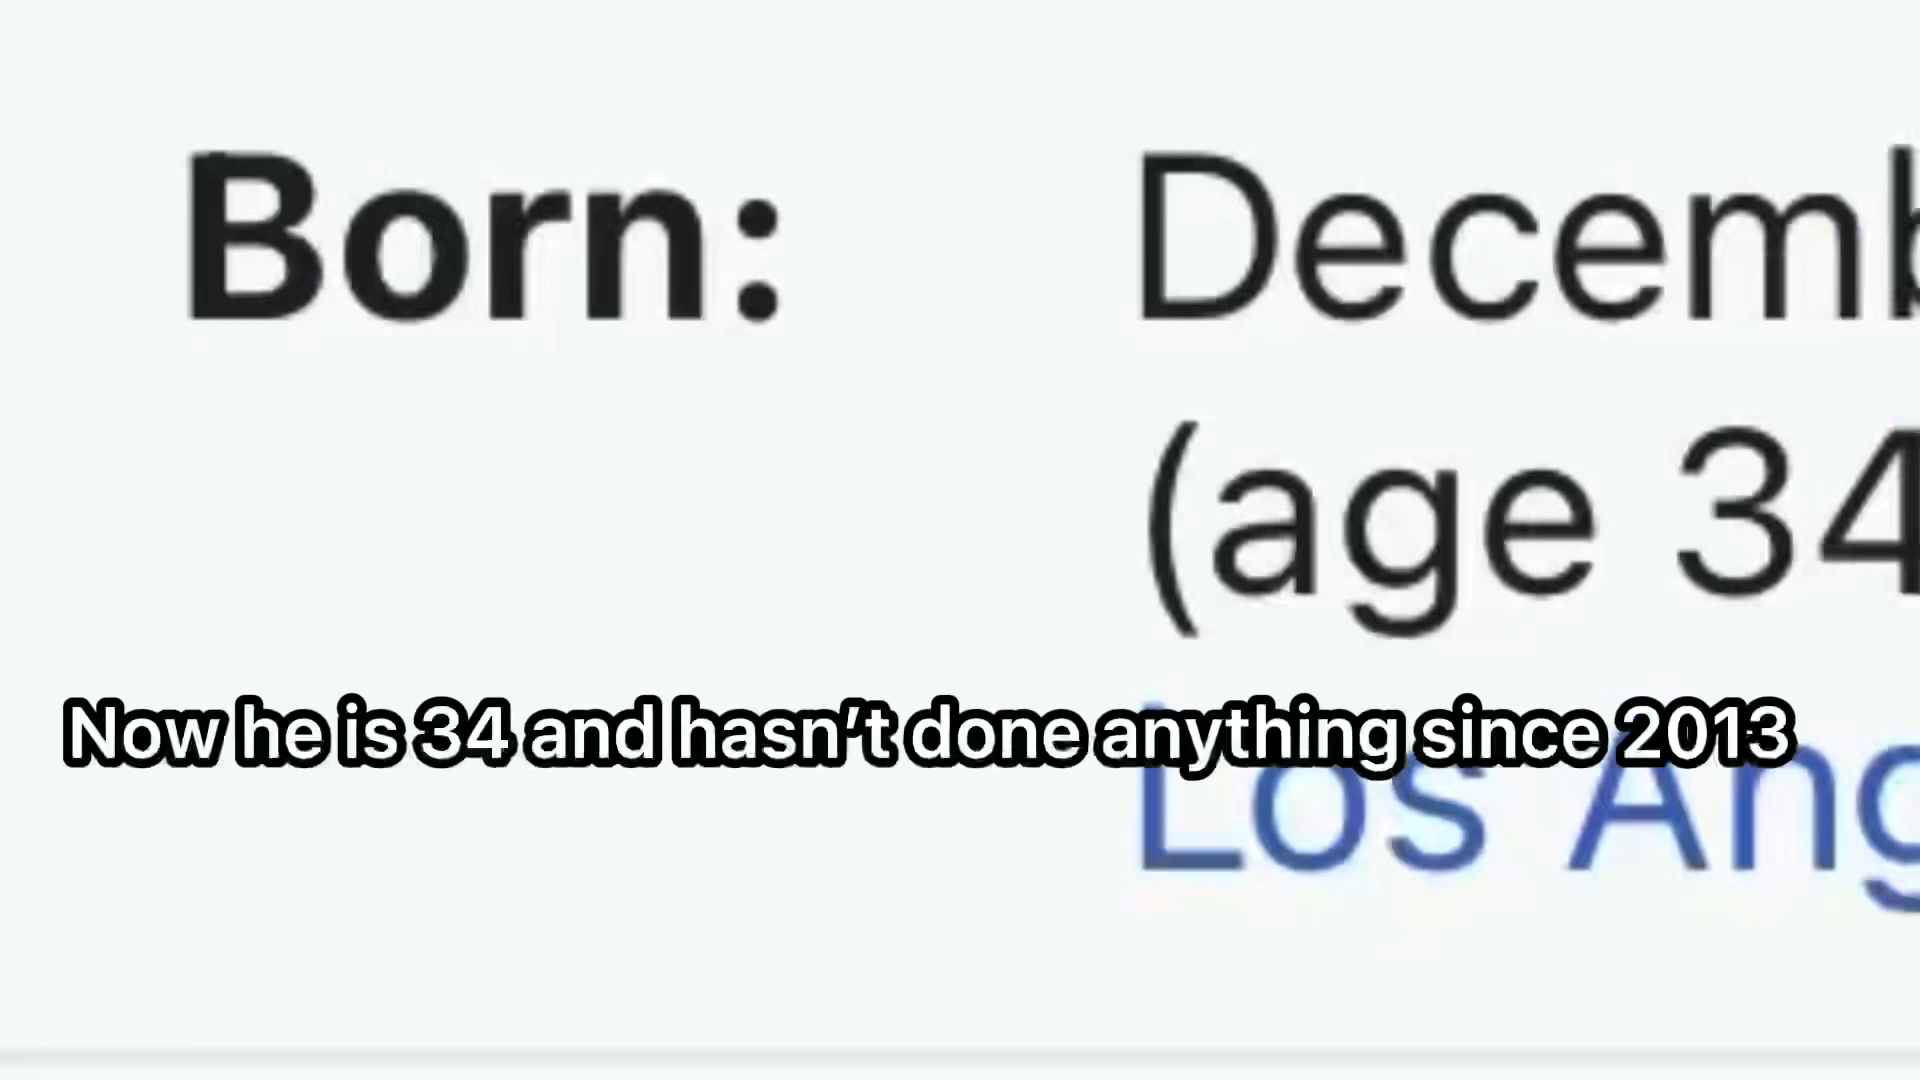 Born: Decemb
(age 34
Now he is 34 and hasn't done anything since 2013
Los Ang